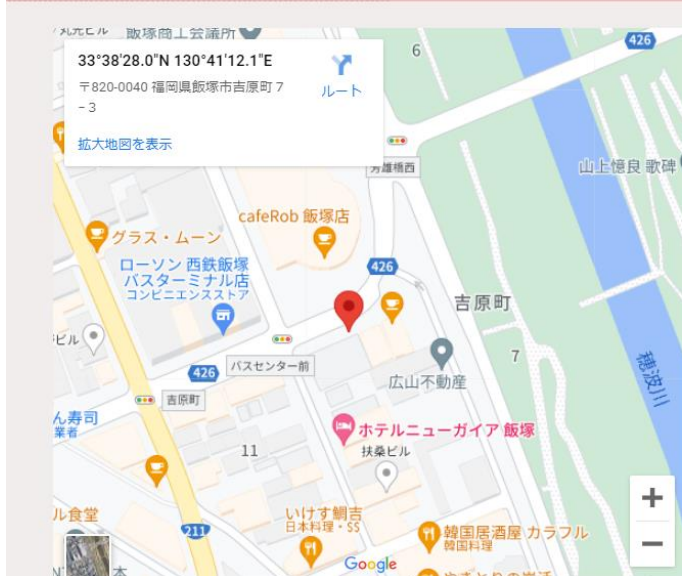 丸元ビル
飯塚商工会議所
426
33°38'28.0"N 130°41'12.1"E
〒820-0040 福岡県飯塚市吉原町７
−３
ルート
拡大地図を表示
6
芳雄橋西
山上憶良 歌碑
cafeRob 飯塚店
グラス・ムーン
ローソン 西鉄飯塚
バスターミナル店
コンビニエンスストア
426
吉原町
ビル
バスセンター前
426
7
穂波川
広山不動産
吉原町
ん寿司
業者
ホテルニューガイア 飯塚
扶桑ビル
11
+
ル食堂
211
いけす鯛吉
日本料理・$$
韓国居酒屋 カラフル
韓国料理
−
Google
本